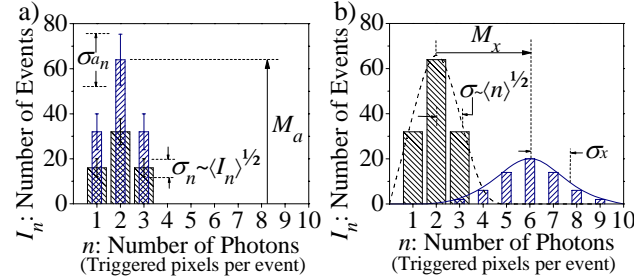 a)
80
60
40
20
0
I_n: Number of Events
σ_{a_n}
M_a
σ_n~⟨I_n⟩^{1/2}
1 2 3 4 5 6 7 8 9 10
n: Number of Photons
(Triggered pixels per event)
b)
80
60
40
20
0
I_n: Number of Events
M_x
σ~⟨n⟩^{1/2}
σ_x
1 2 3 4 5 6 7 8 9 10
n: Number of Photons
(Triggered pixels per event)